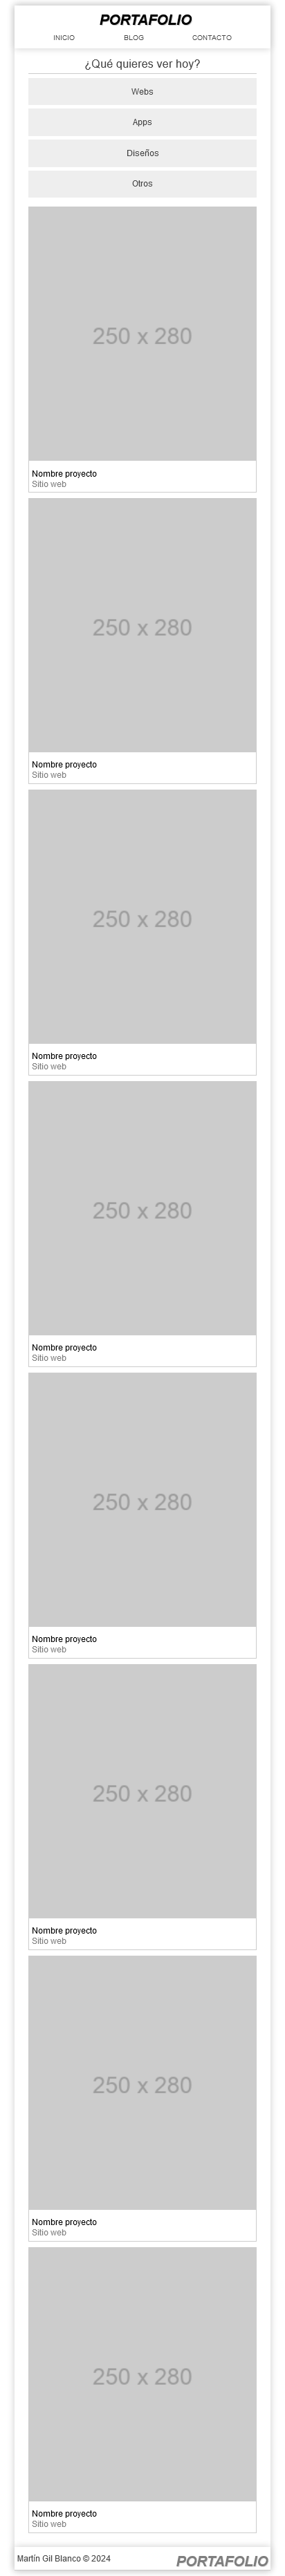 PORTAFOLIO
INICIO BLOG CONTACTO
¿Qué quieres ver hoy?
Webs
Apps
Diseños
Otros
250 x 280
Nombre proyecto
Sitio web
250 x 280
Nombre proyecto
Sitio web
250 x 280
Nombre proyecto
Sitio web
250 x 280
Nombre proyecto
Sitio web
250 x 280
Nombre proyecto
Sitio web
250 x 280
Nombre proyecto
Sitio web
250 x 280
Nombre proyecto
Sitio web
250 x 280
Nombre proyecto
Sitio web
Martín Gil Blanco © 2024 PORTAFOLIO